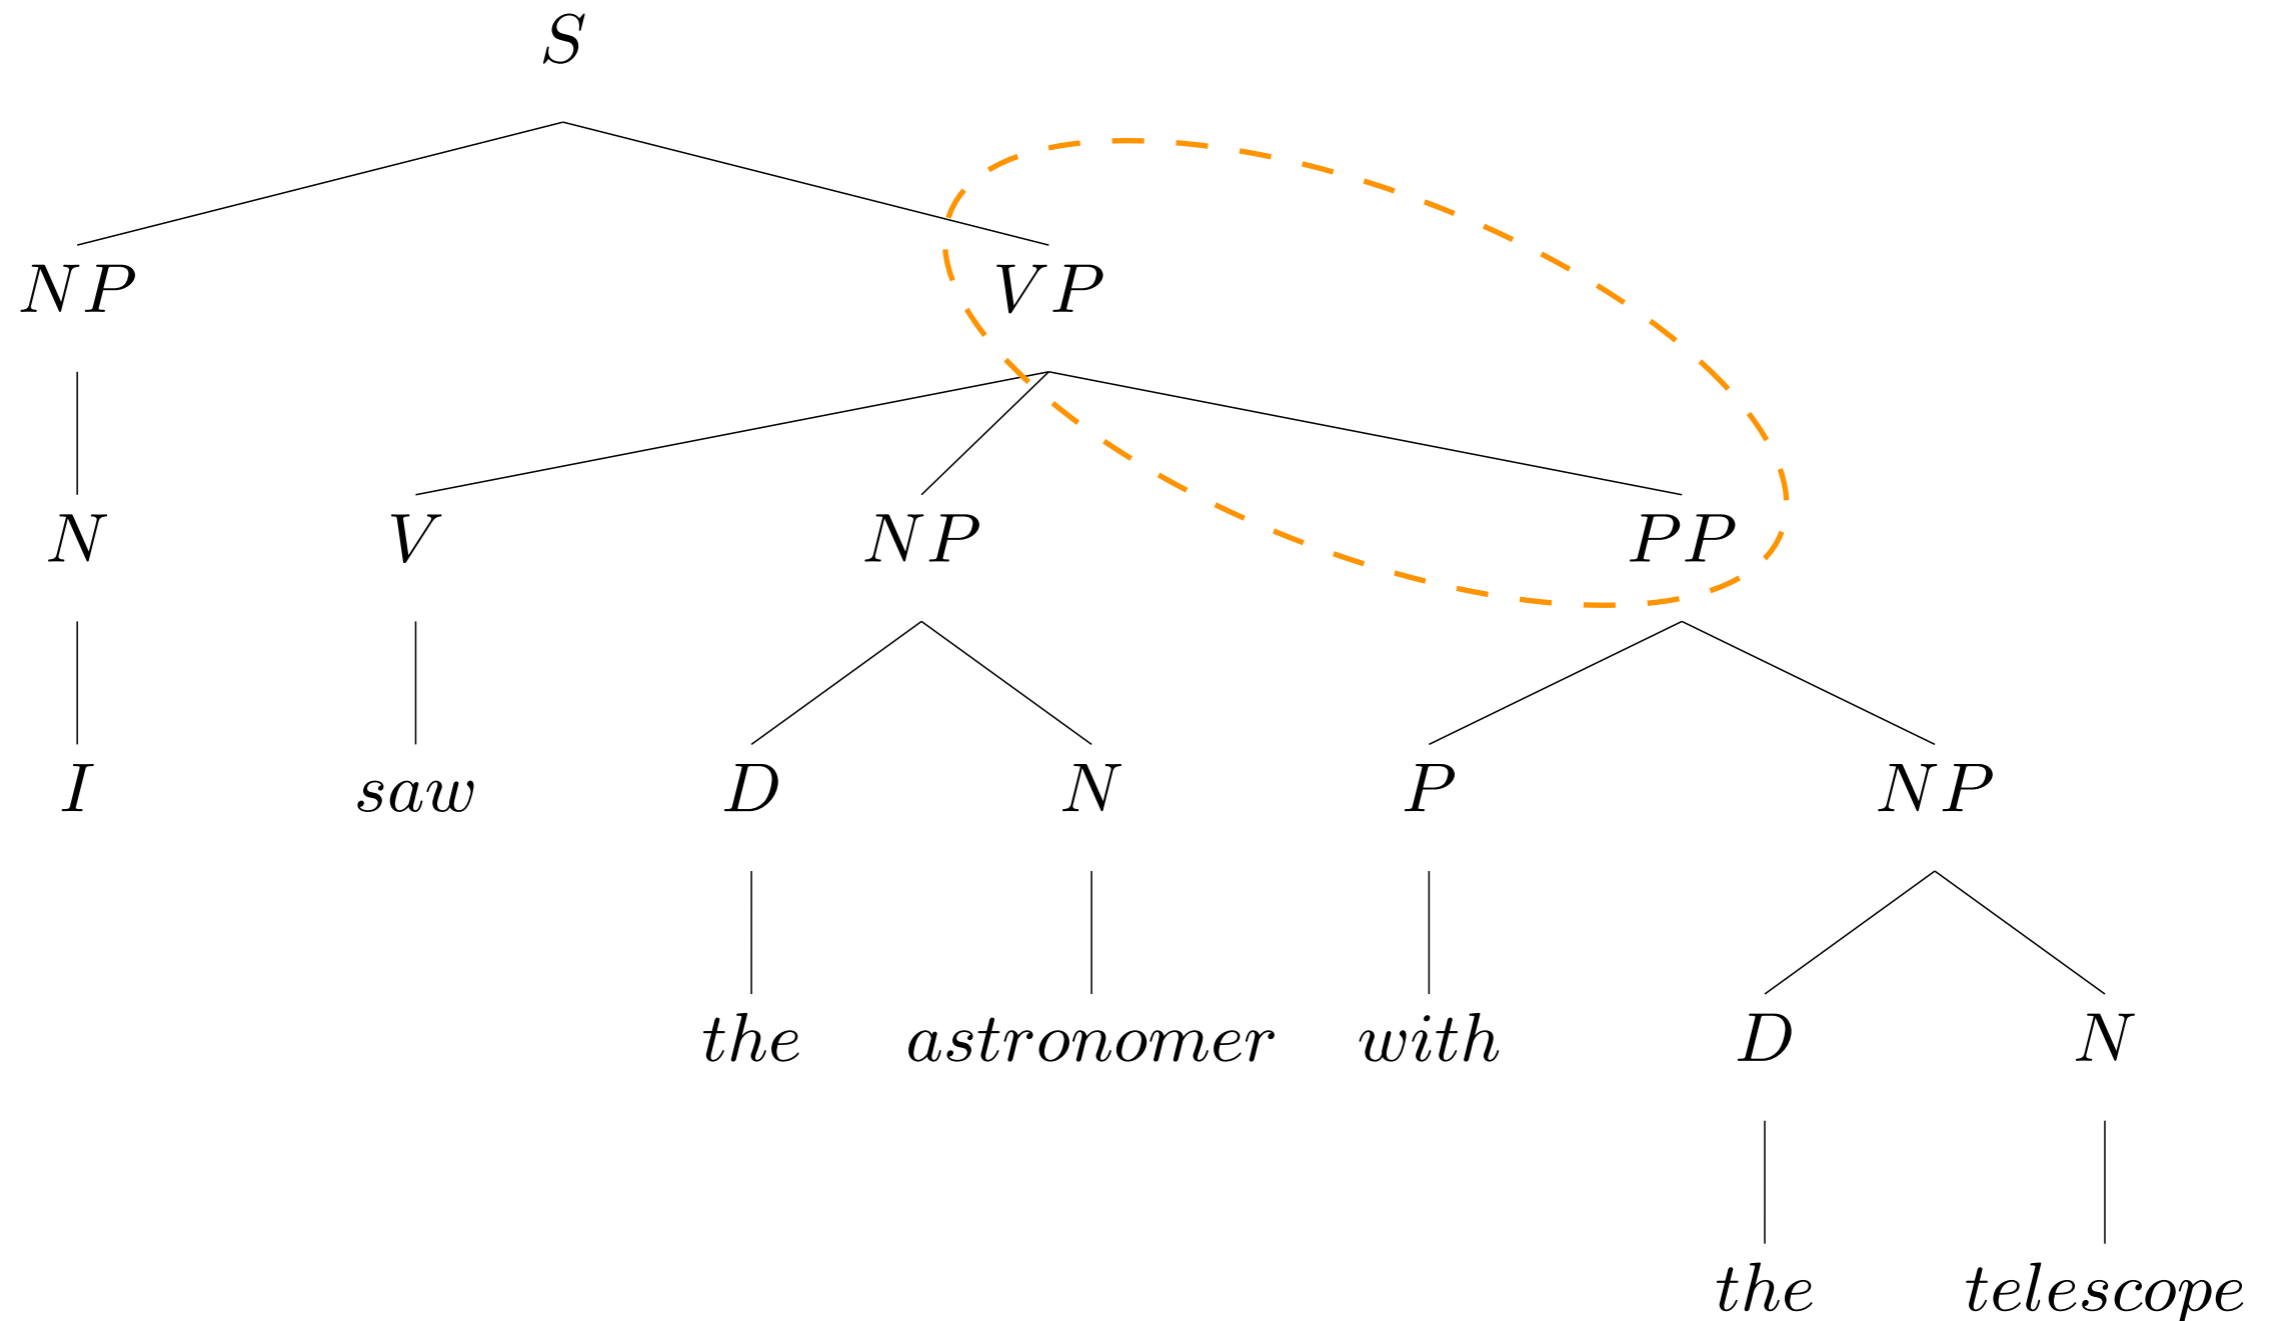 S
NP VP
N V NP PP
I saw D N P NP
the astronomer with D N
the telescope